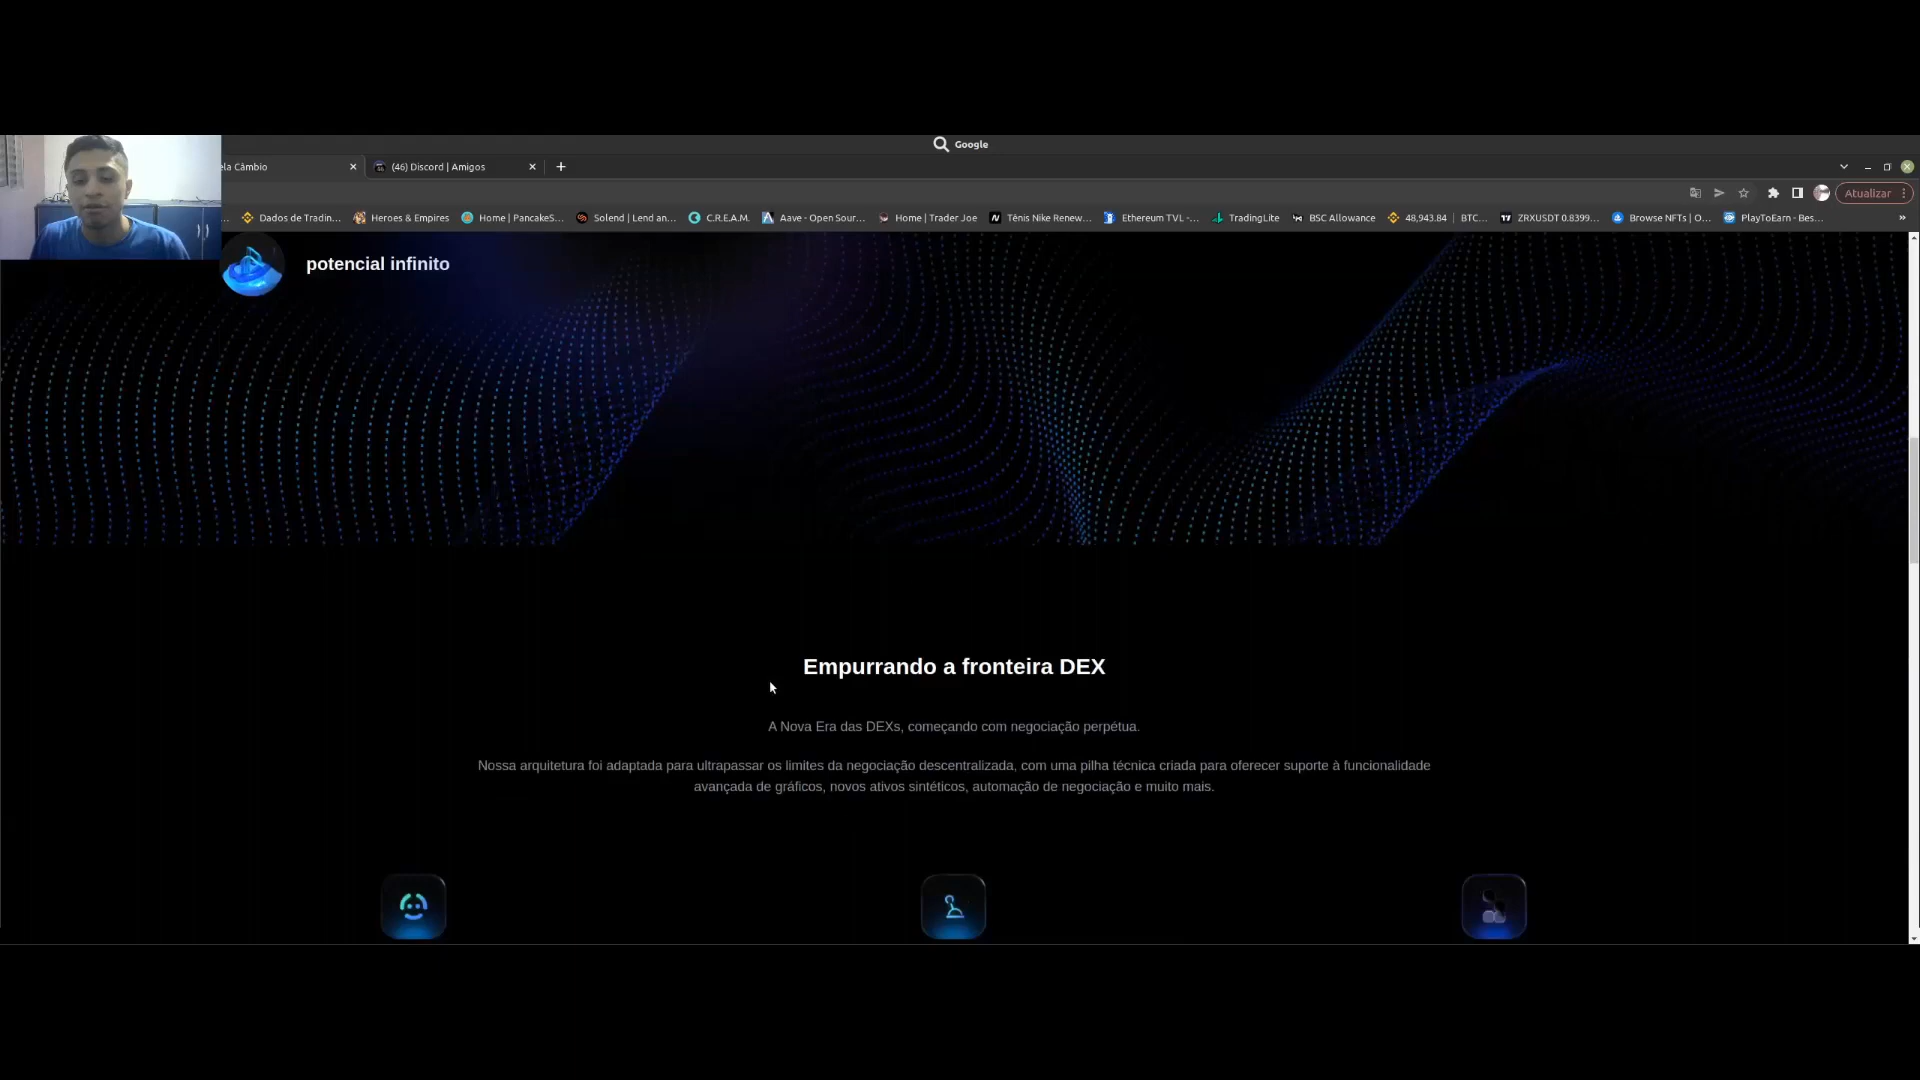 Google
ela Câmbio
(46) Discord | Amigos
Atualizar
... Dados de Tradin... Heroes & Empires Home | PancakeS... Solend | Lend an... C.R.E.A.M. Aave - Open Sour... Home | Trader Joe Tênis Nike Renew... Ethereum TVL -... TradingLite BSC Allowance 48,943.84 | BTC... ZRXUSDT 0.8399... Browse NFTs | O... PlayToEarn - Bes... »
potencial infinito
Empurrando a fronteira DEX
A Nova Era das DEXs, começando com negociação perpétua.
Nossa arquitetura foi adaptada para ultrapassar os limites da negociação descentralizada, com uma pilha técnica criada para oferecer suporte à funcionalidade
avançada de gráficos, novos ativos sintéticos, automação de negociação e muito mais.